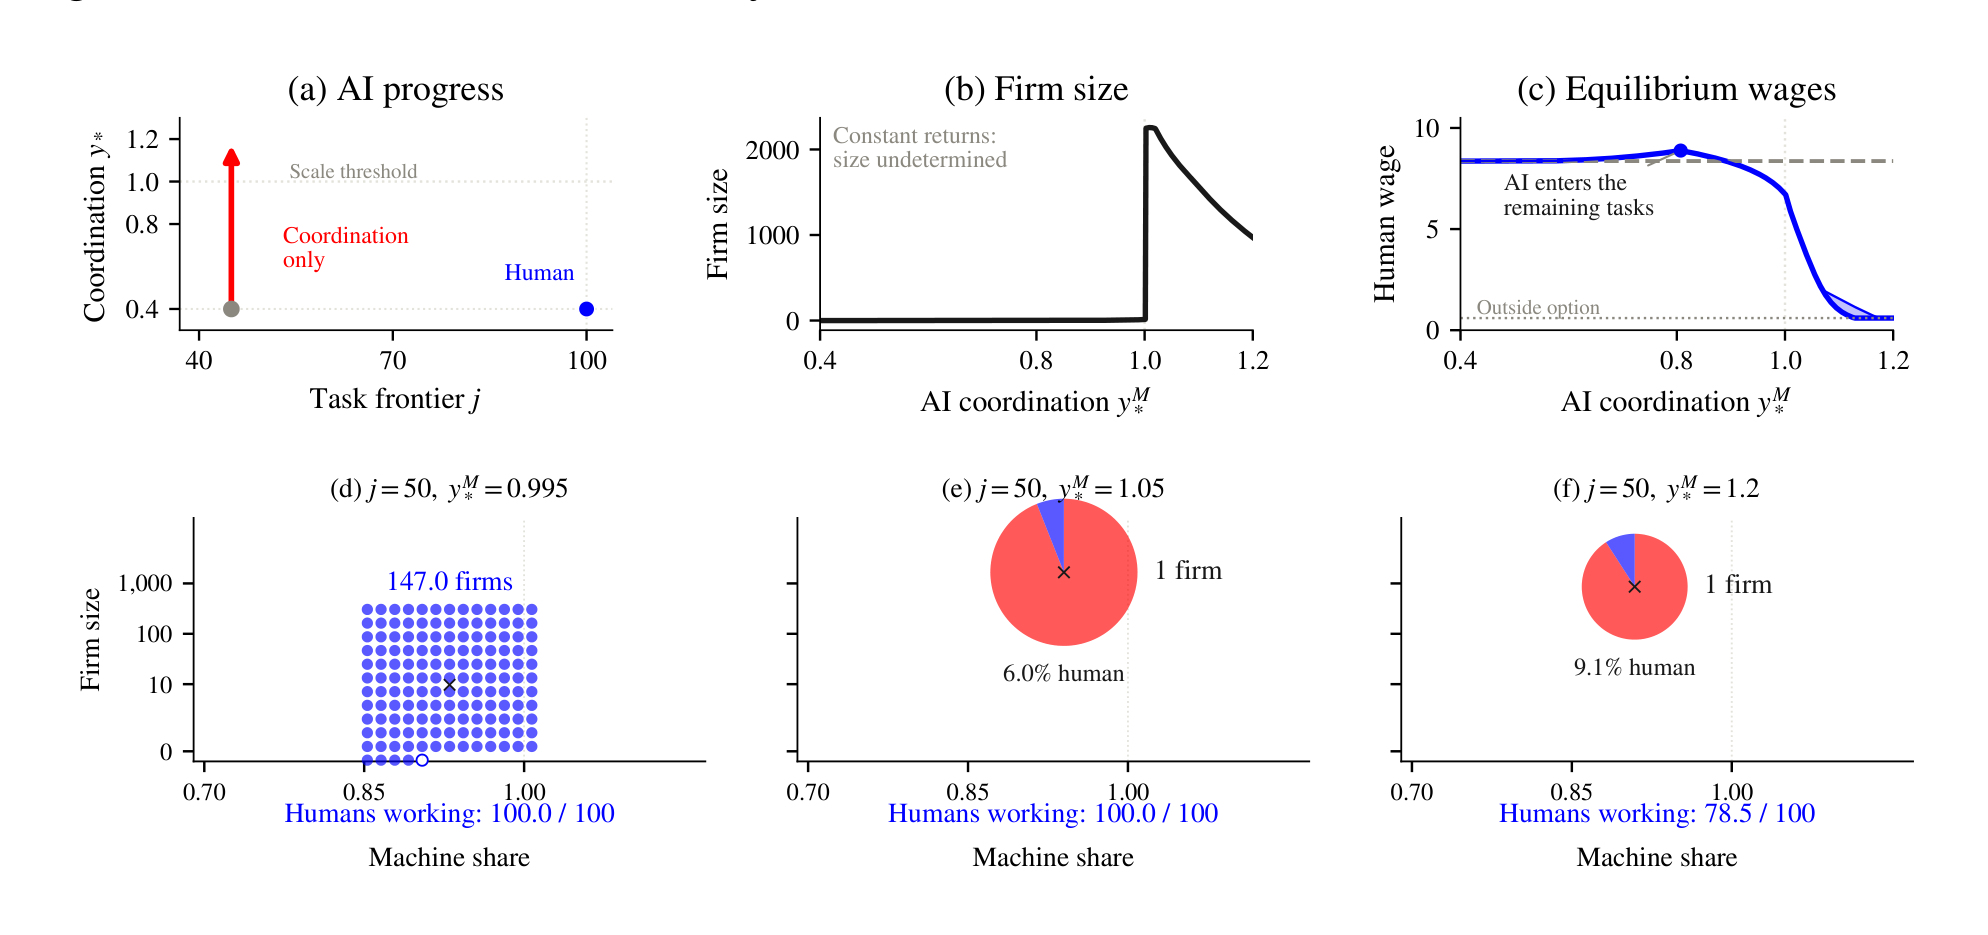 (a) AI progress
Coordination y*
1.2
1.0
0.8
0.4
Scale threshold
Coordination
only
Human
40
70
100
Task frontier j
(b) Firm size
Firm size
2000
1000
0
Constant returns:
size undetermined
0.4
0.8
1.0
1.2
AI coordination y*^M
(c) Equilibrium wages
Human wage
10
5
0
AI enters the
remaining tasks
Outside option
0.4
0.8
1.0
1.2
AI coordination y*^M
(d) j=50, y*^M=0.995
Firm size
1,000
100
10
0
147.0 firms
0.70
0.85
1.00
Humans working: 100.0 / 100
Machine share
(e) j=50, y*^M=1.05
1 firm
6.0% human
0.70
0.85
1.00
Humans working: 100.0 / 100
Machine share
(f) j=50, y*^M=1.2
1 firm
9.1% human
0.70
0.85
1.00
Humans working: 78.5 / 100
Machine share